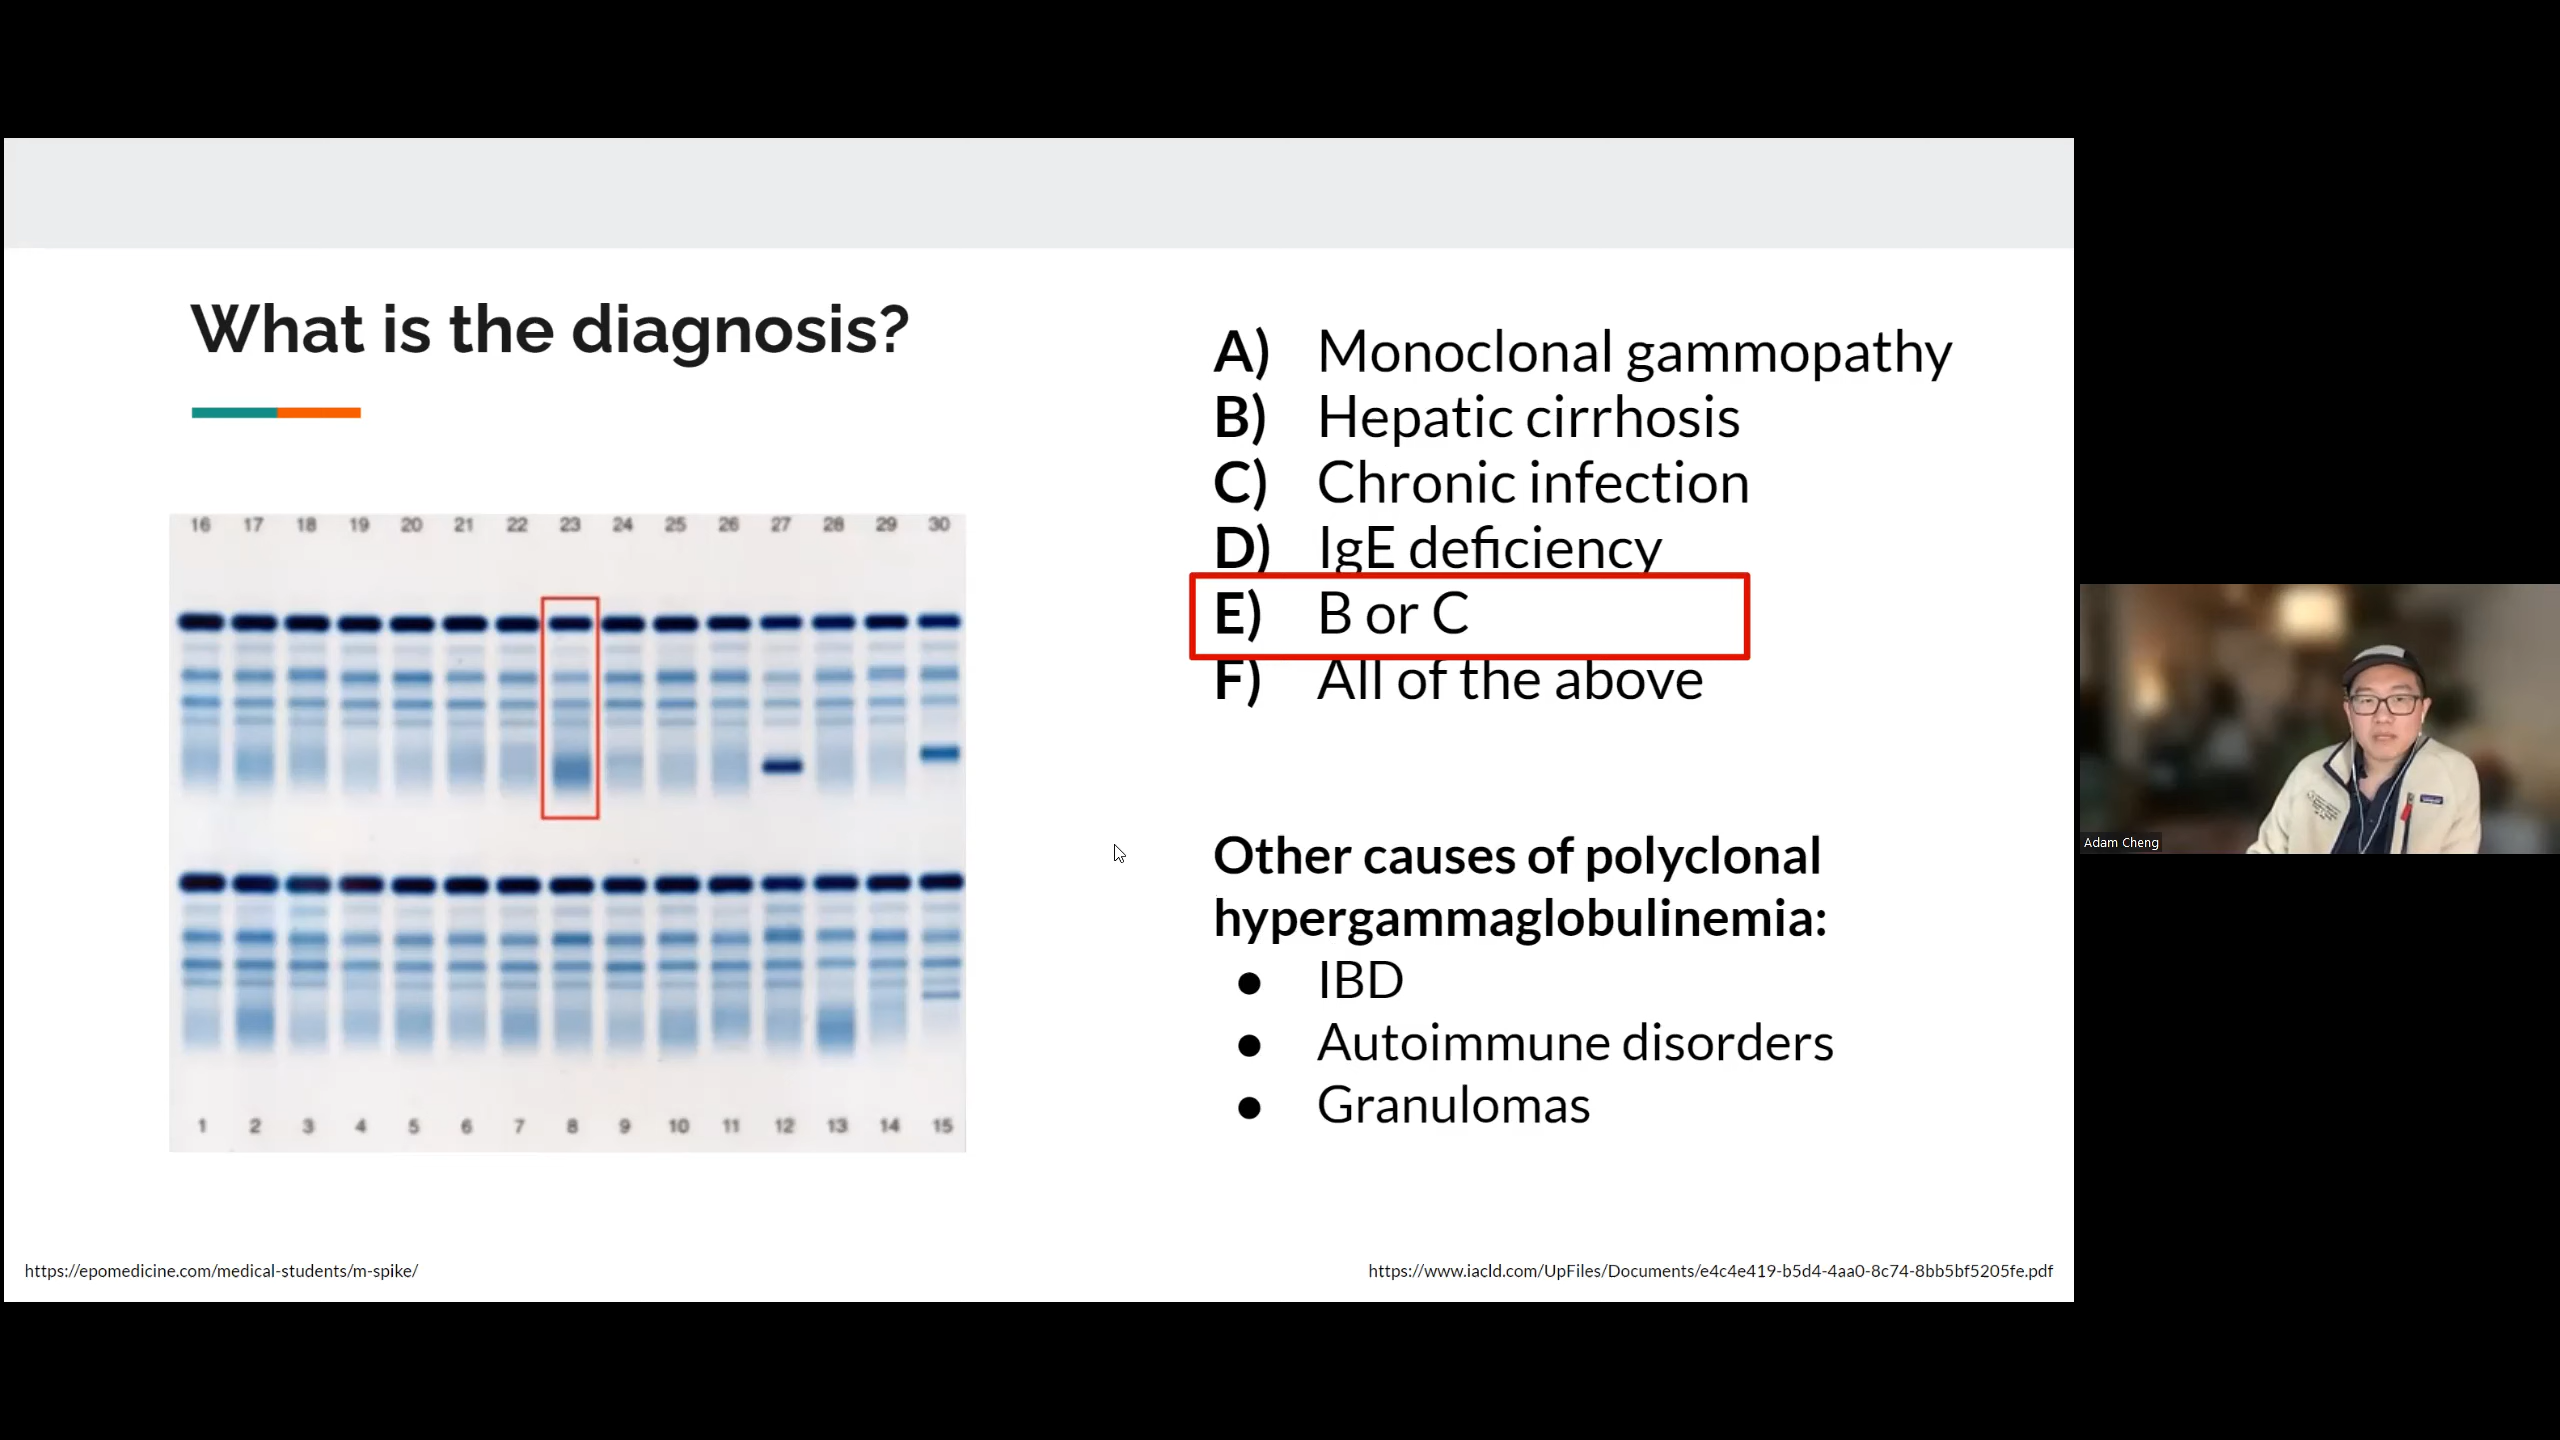 What is the diagnosis?
16 17 18 19 20 21 22 23 24 25 26 27 28 29 30
1 2 3 4 5 6 7 8 9 10 11 12 13 14 15
A) Monoclonal gammopathy
B) Hepatic cirrhosis
C) Chronic infection
D) IgE deficiency
E) B or C
F) All of the above
Other causes of polyclonal
hypergammaglobulinemia:
● IBD
● Autoimmune disorders
● Granulomas
https://epomedicine.com/medical-students/m-spike/
https://www.iacld.com/UpFiles/Documents/e4c4e419-b5d4-4aa0-8c74-8bb5bf5205fe.pdf
Adam Cheng